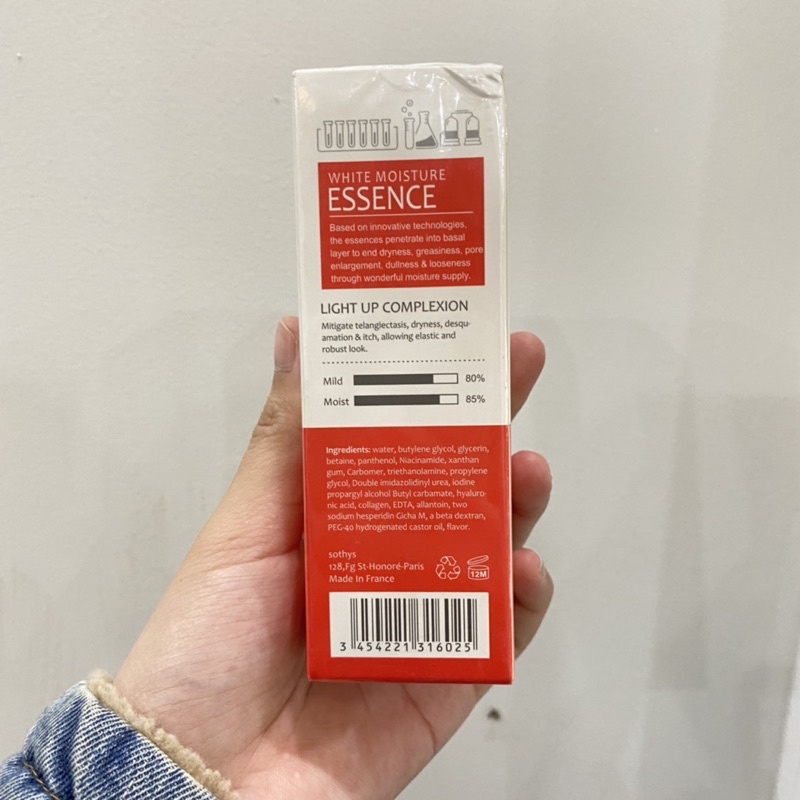 WHITE MOISTURE
ESSENCE
Based on innovative technologies,
the essences penetrate into basal
layer to end dryness, greasiness, pore
enlargement, dullness & looseness
through wonderful moisture supply.
LIGHT UP COMPLEXION
Mitigate telangiectasis, dryness, desqu-
amation & itch, allowing elastic and
robust look.
Mild 80%
Moist 85%
Ingredients: water, butylene glycol, glycerin,
betaine, panthenol, Niacinamide, xanthan
gum, Carbomer, triethanolamine, propylene
glycol, Double imidazolidinyl urea, iodine
propargyl alcohol Butyl carbamate, hyaluro-
nic acid, collagen, EDTA, allantoin, two
sodium hesperidin Gicha M, a beta dextran,
PEG-40 hydrogenated castor oil, flavor.
sothys
128,Fg St-Honoré-Paris
Made In France
12M
3 454221 316025